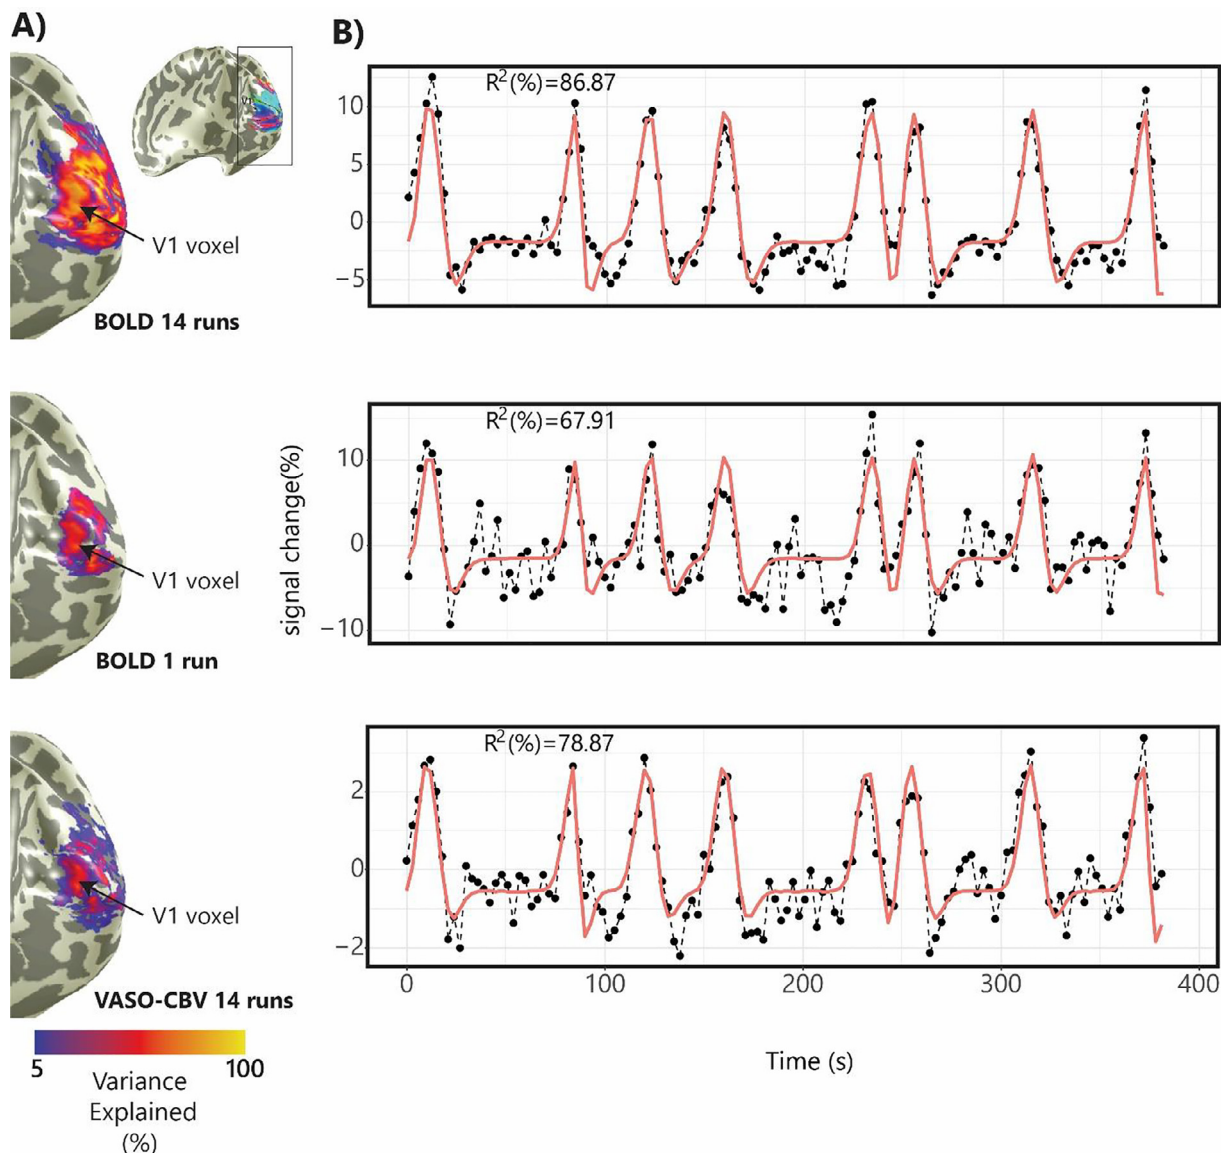 A)
V1
V1 voxel
BOLD 14 runs
V1 voxel
BOLD 1 run
V1 voxel
VASO-CBV 14 runs
5 100
Variance
Explained
(%)
B)
R²(%)=86.87
10
5
0
−5
R²(%)=67.91
10
0
−10
signal change(%)
R²(%)=78.87
2
0
−2
0 100 200 300 400
Time (s)